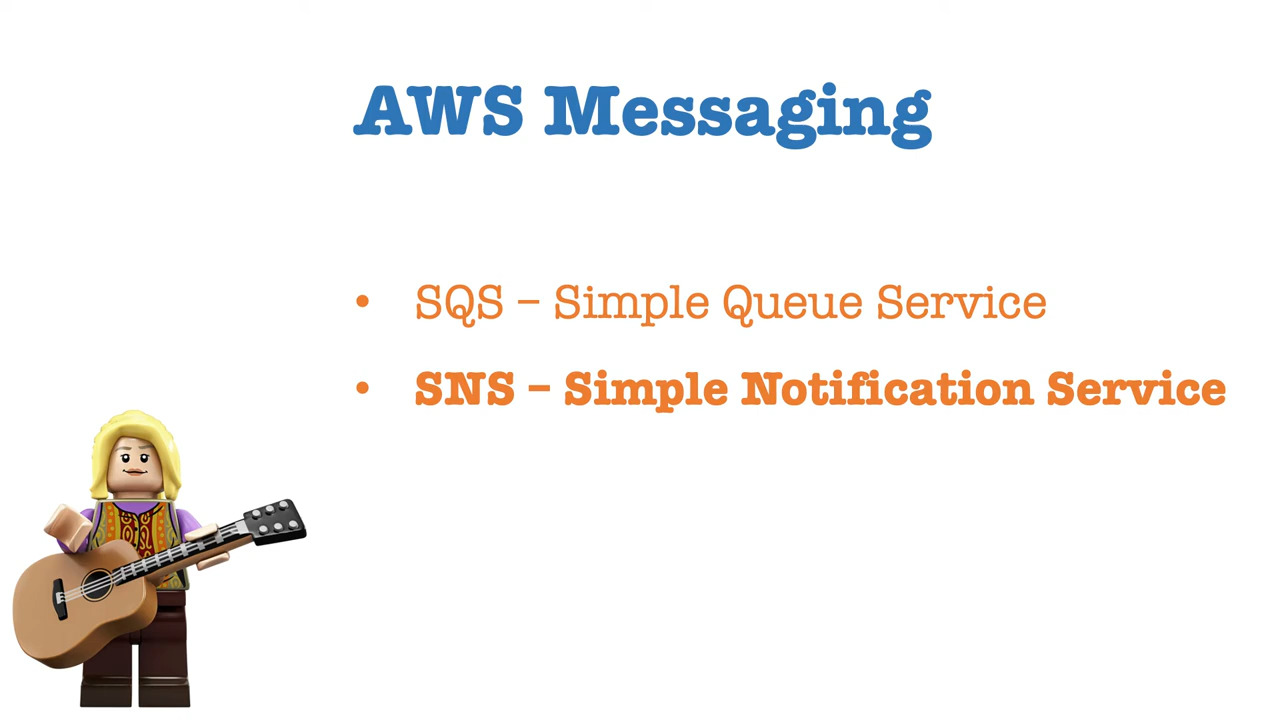 AWS Messaging
• SQS – Simple Queue Service
• SNS – Simple Notification Service